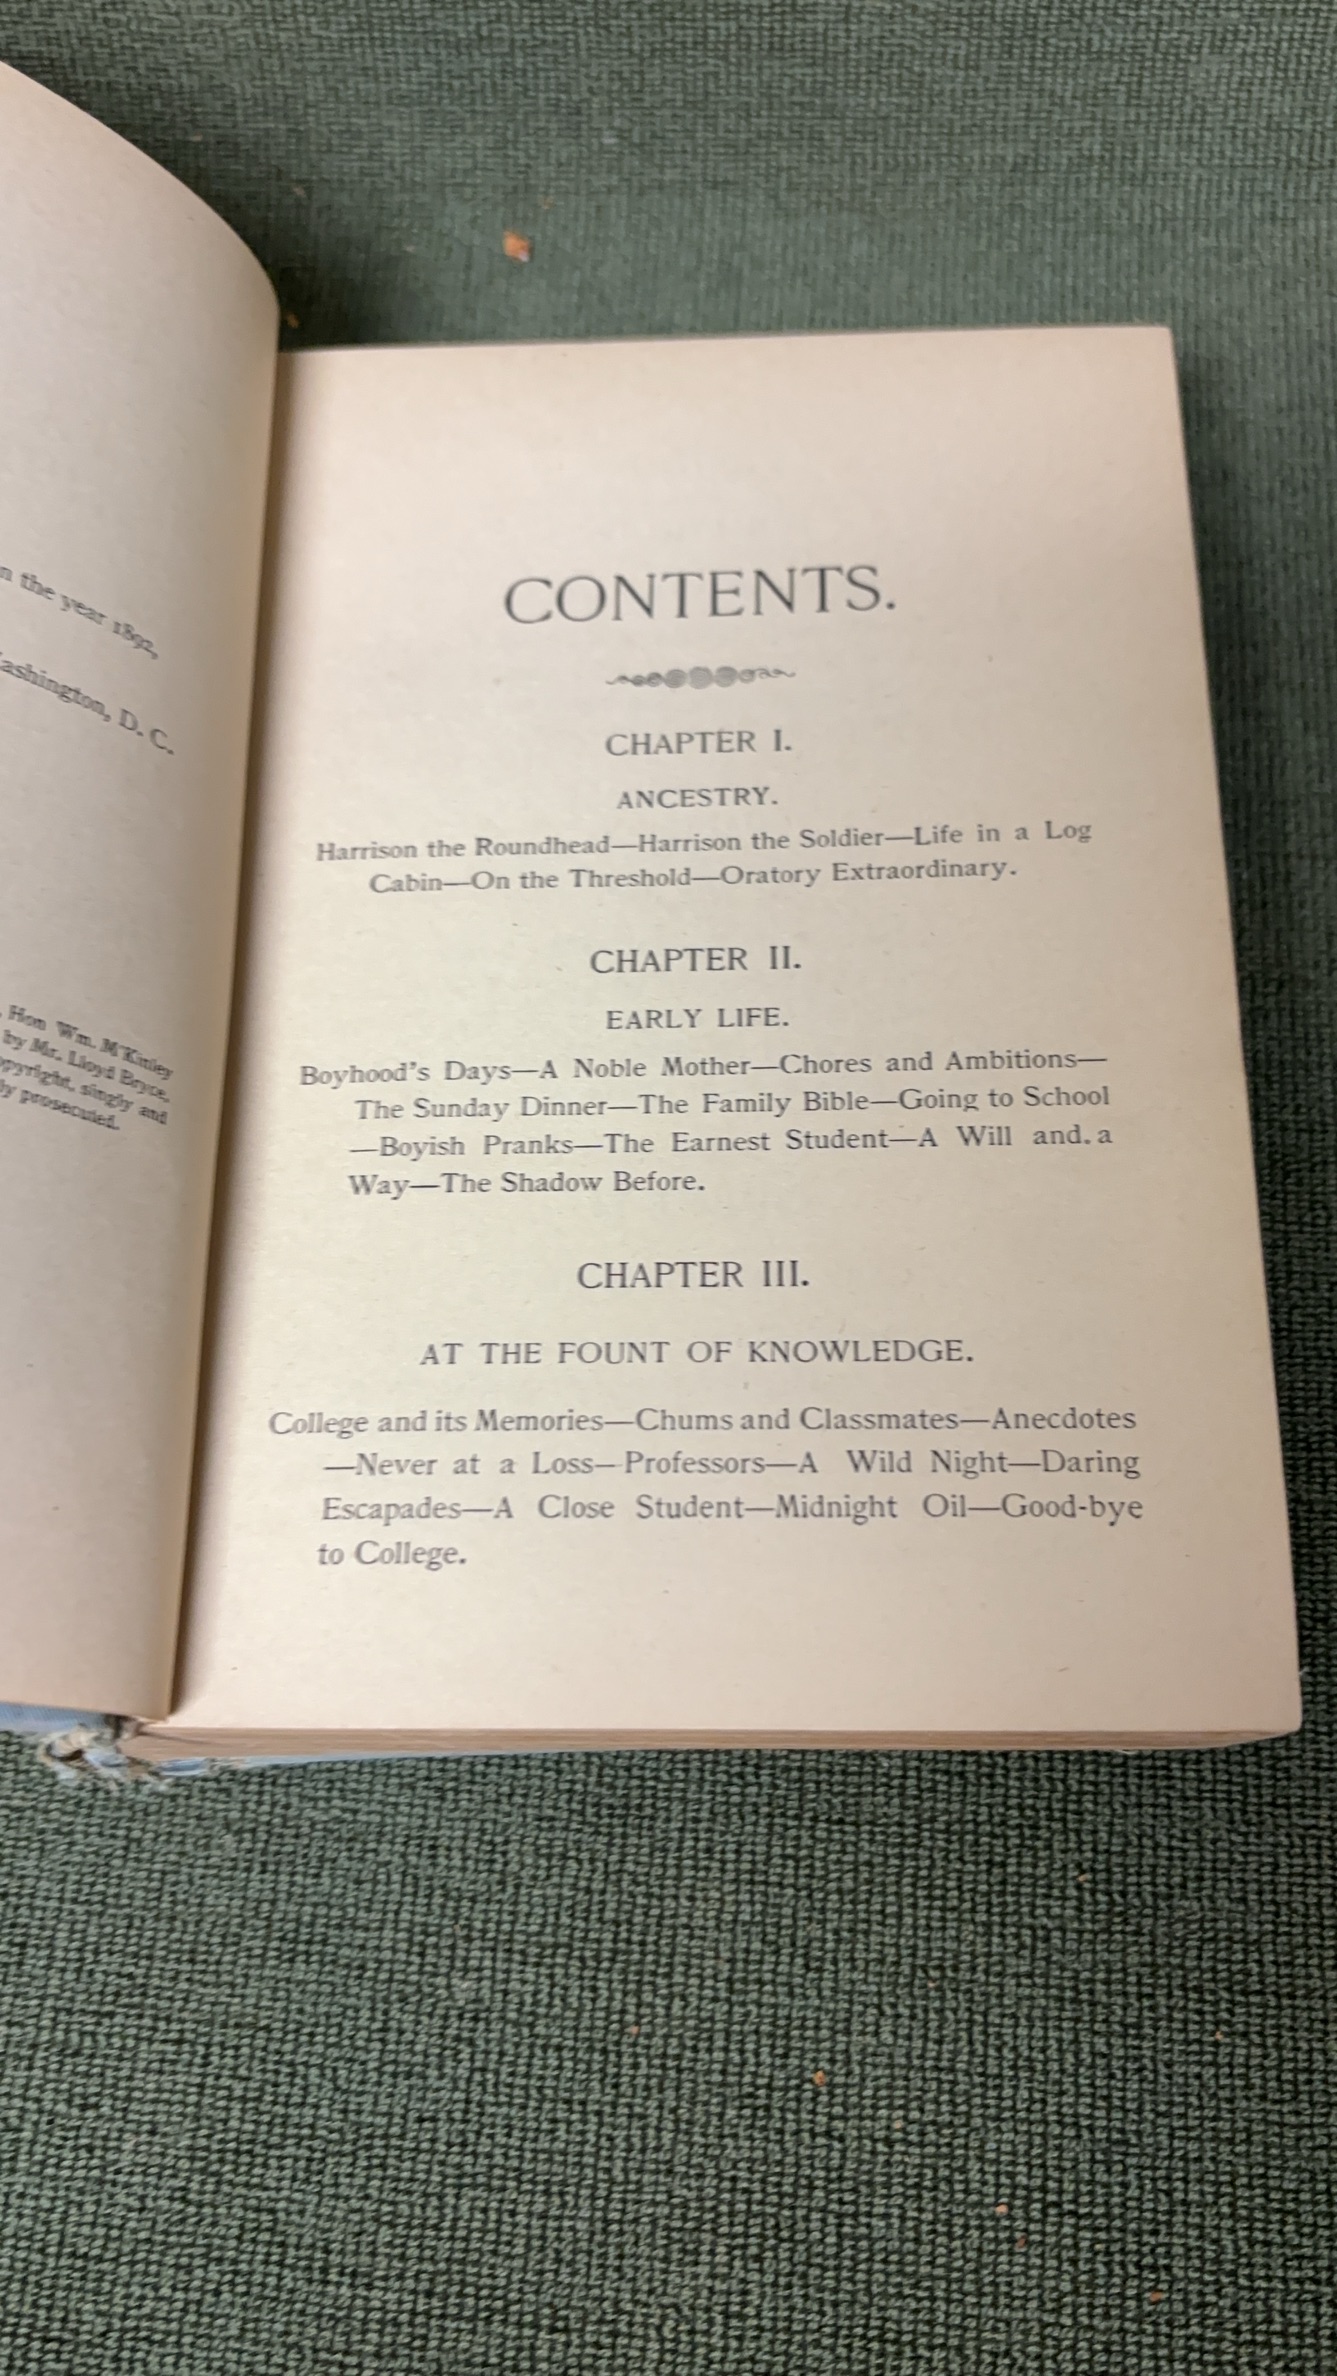 n the year 1892,
ashington, D. C.
Hon Wm. M'Kinley
by Mr. Lloyd Bryce,
opyright, singly and
ly prosecuted.
CONTENTS.
CHAPTER I.
ANCESTRY.
Harrison the Roundhead—Harrison the Soldier—Life in a Log
Cabin—On the Threshold—Oratory Extraordinary.
CHAPTER II.
EARLY LIFE.
Boyhood's Days—A Noble Mother—Chores and Ambitions—
The Sunday Dinner—The Family Bible—Going to School
—Boyish Pranks—The Earnest Student—A Will and. a
Way—The Shadow Before.
CHAPTER III.
AT THE FOUNT OF KNOWLEDGE.
College and its Memories—Chums and Classmates—Anecdotes
—Never at a Loss—Professors—A Wild Night—Daring
Escapades—A Close Student—Midnight Oil—Good-bye
to College.